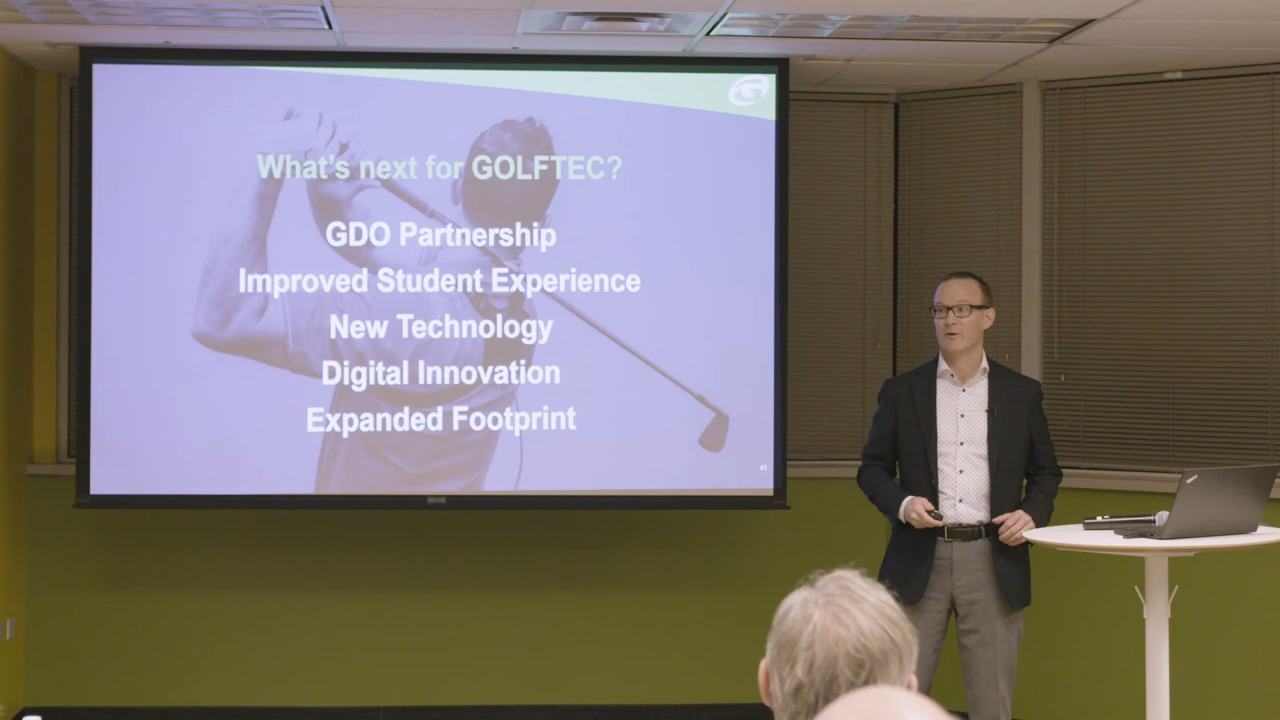 What's next for GOLFTEC?
GDO Partnership
Improved Student Experience
New Technology
Digital Innovation
Expanded Footprint
41